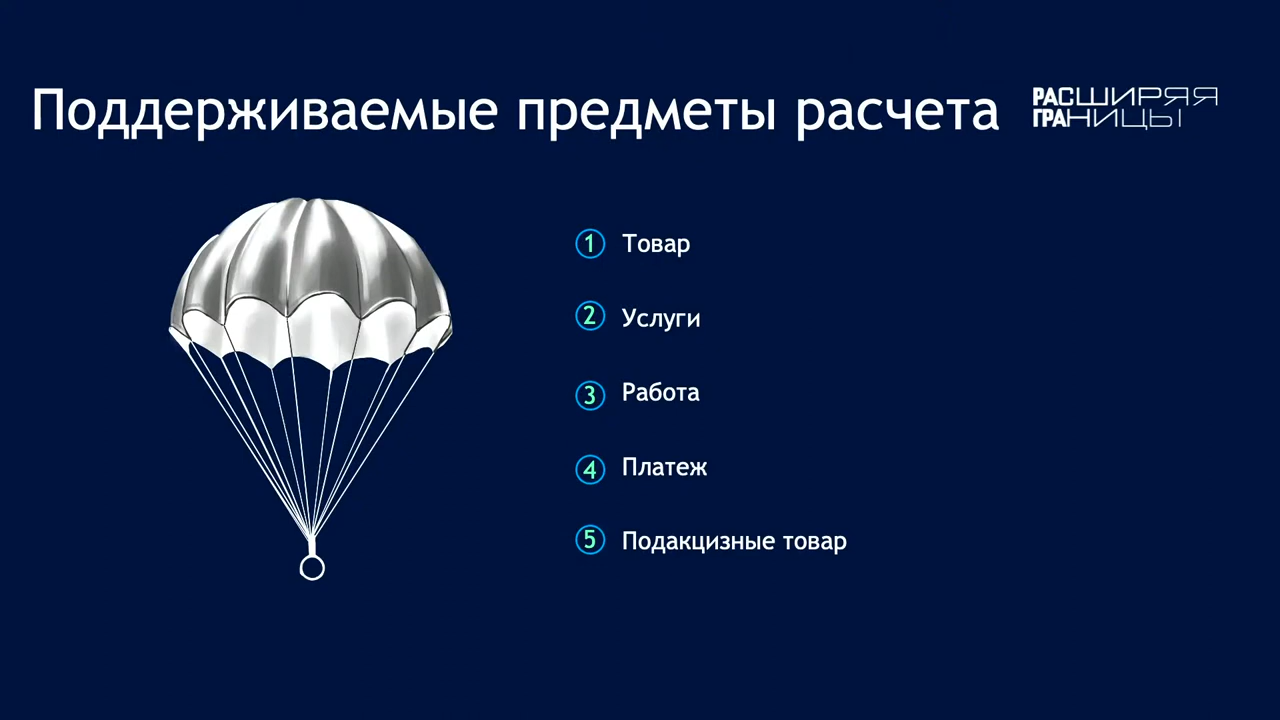 Поддерживаемые предметы расчета
РАСШИРЯЯ
ГРАНИЦЫ
1 Товар
2 Услуги
3 Работа
4 Платеж
5 Подакцизные товар